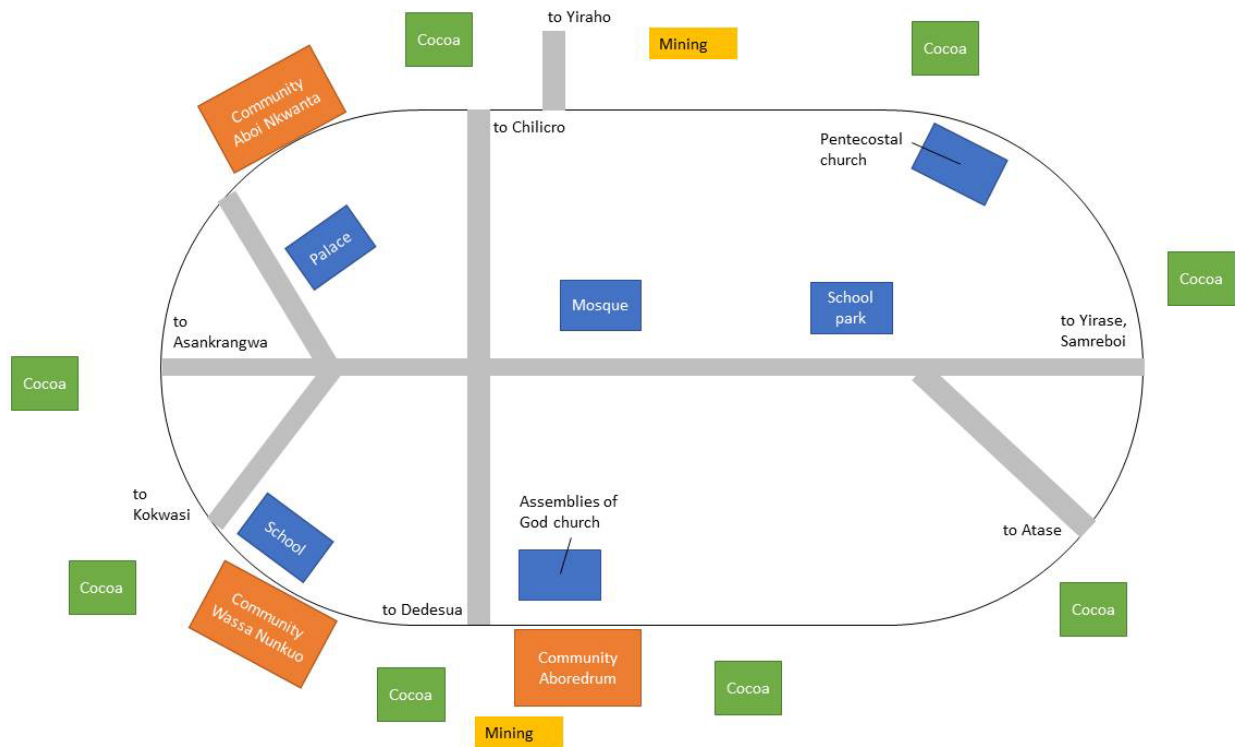 to Yiraho
Cocoa
Mining
Cocoa
Community
Aboi Nkwanta
to Chilicro
Pentecostal
church
Palace
Cocoa
Mosque
School
park
to
Asankrangwa
to Yirase,
Samreboi
Cocoa
to
Kokwasi
School
Assemblies of
God church
to Atase
Cocoa
Community
Wassa Nunkuo
to Dedesua
Cocoa
Cocoa
Community
Aboredrum
Cocoa
Mining